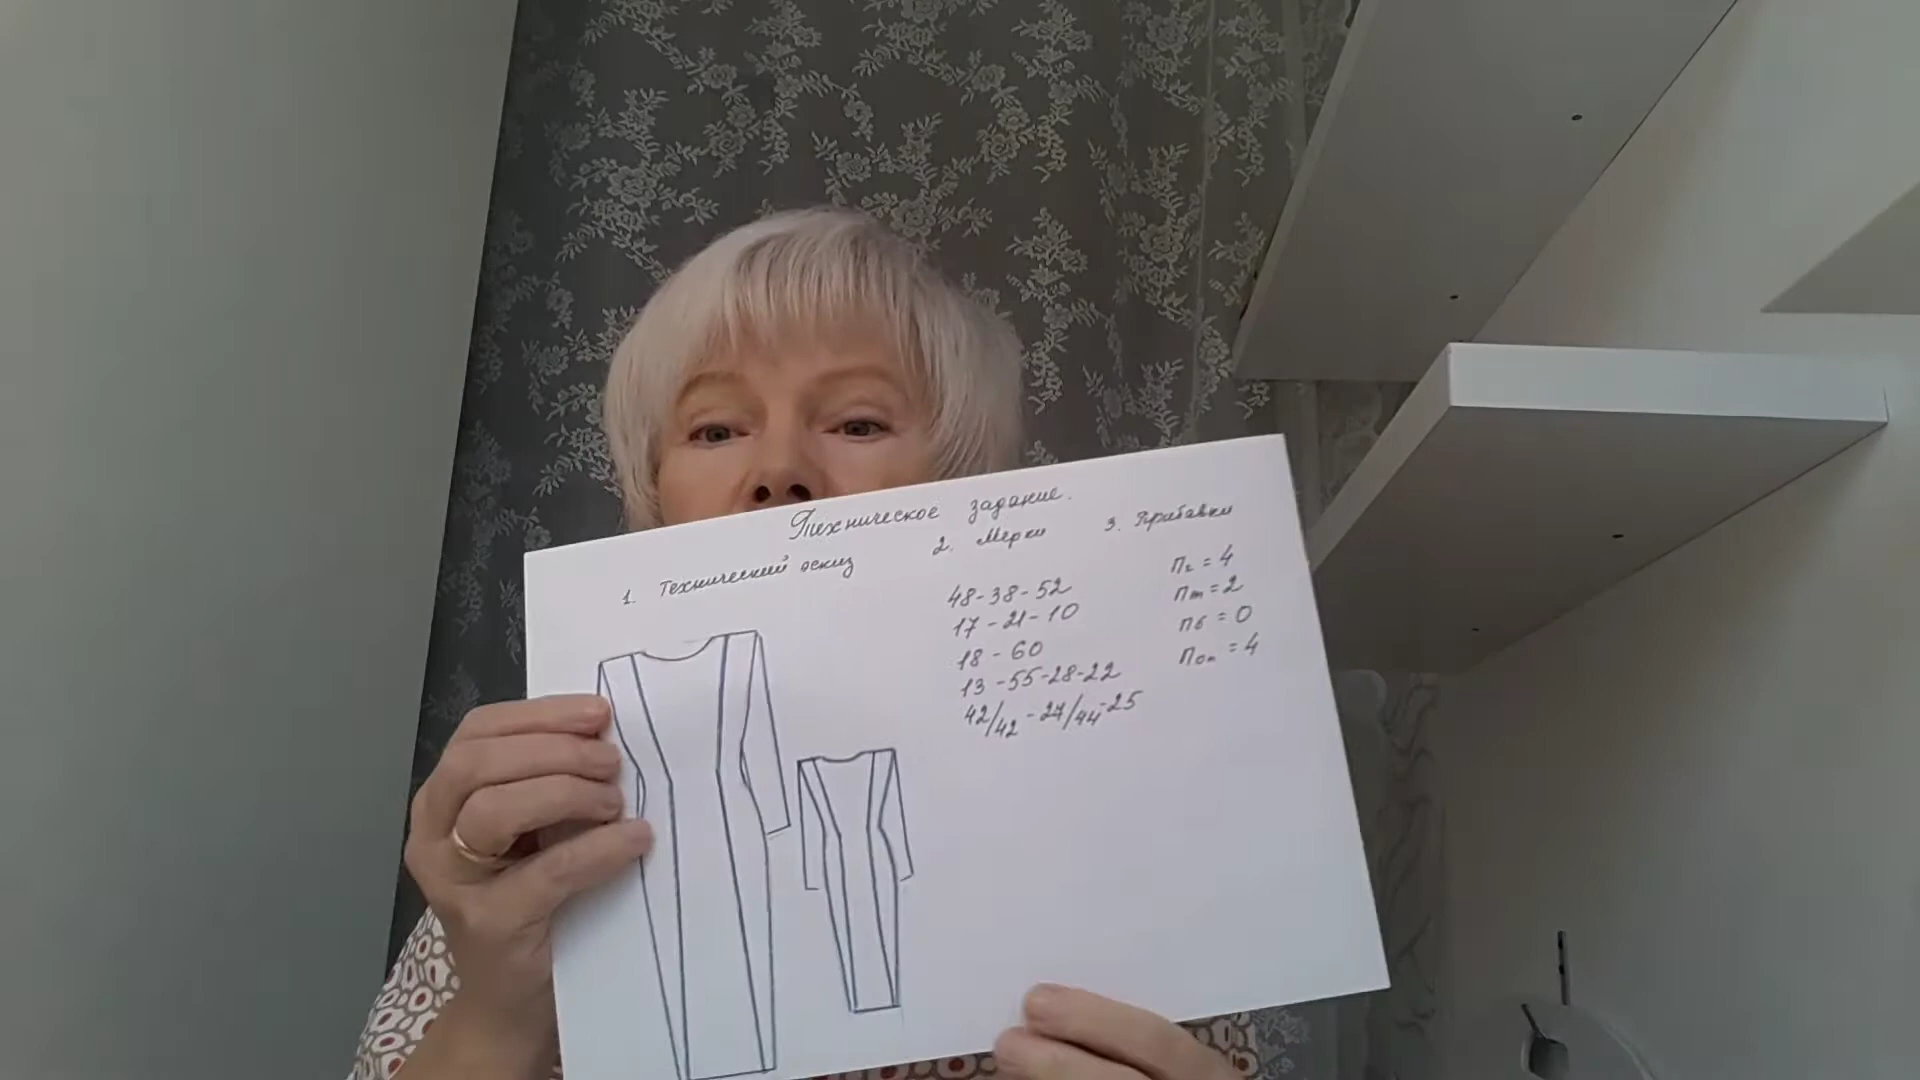 Техническое задание.
1. Технический эскиз
2. Мерки
48-38-52
17-21-10
18-60
13-55-28-22
42/42-27/44-25
3. Прибавки
Пг = 4
Пт = 2
Пб = 0
Поп = 4